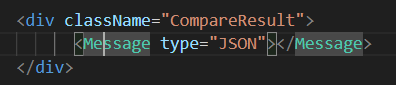 <div className="CompareResult">
<Message type="JSON"></Message>
</div>